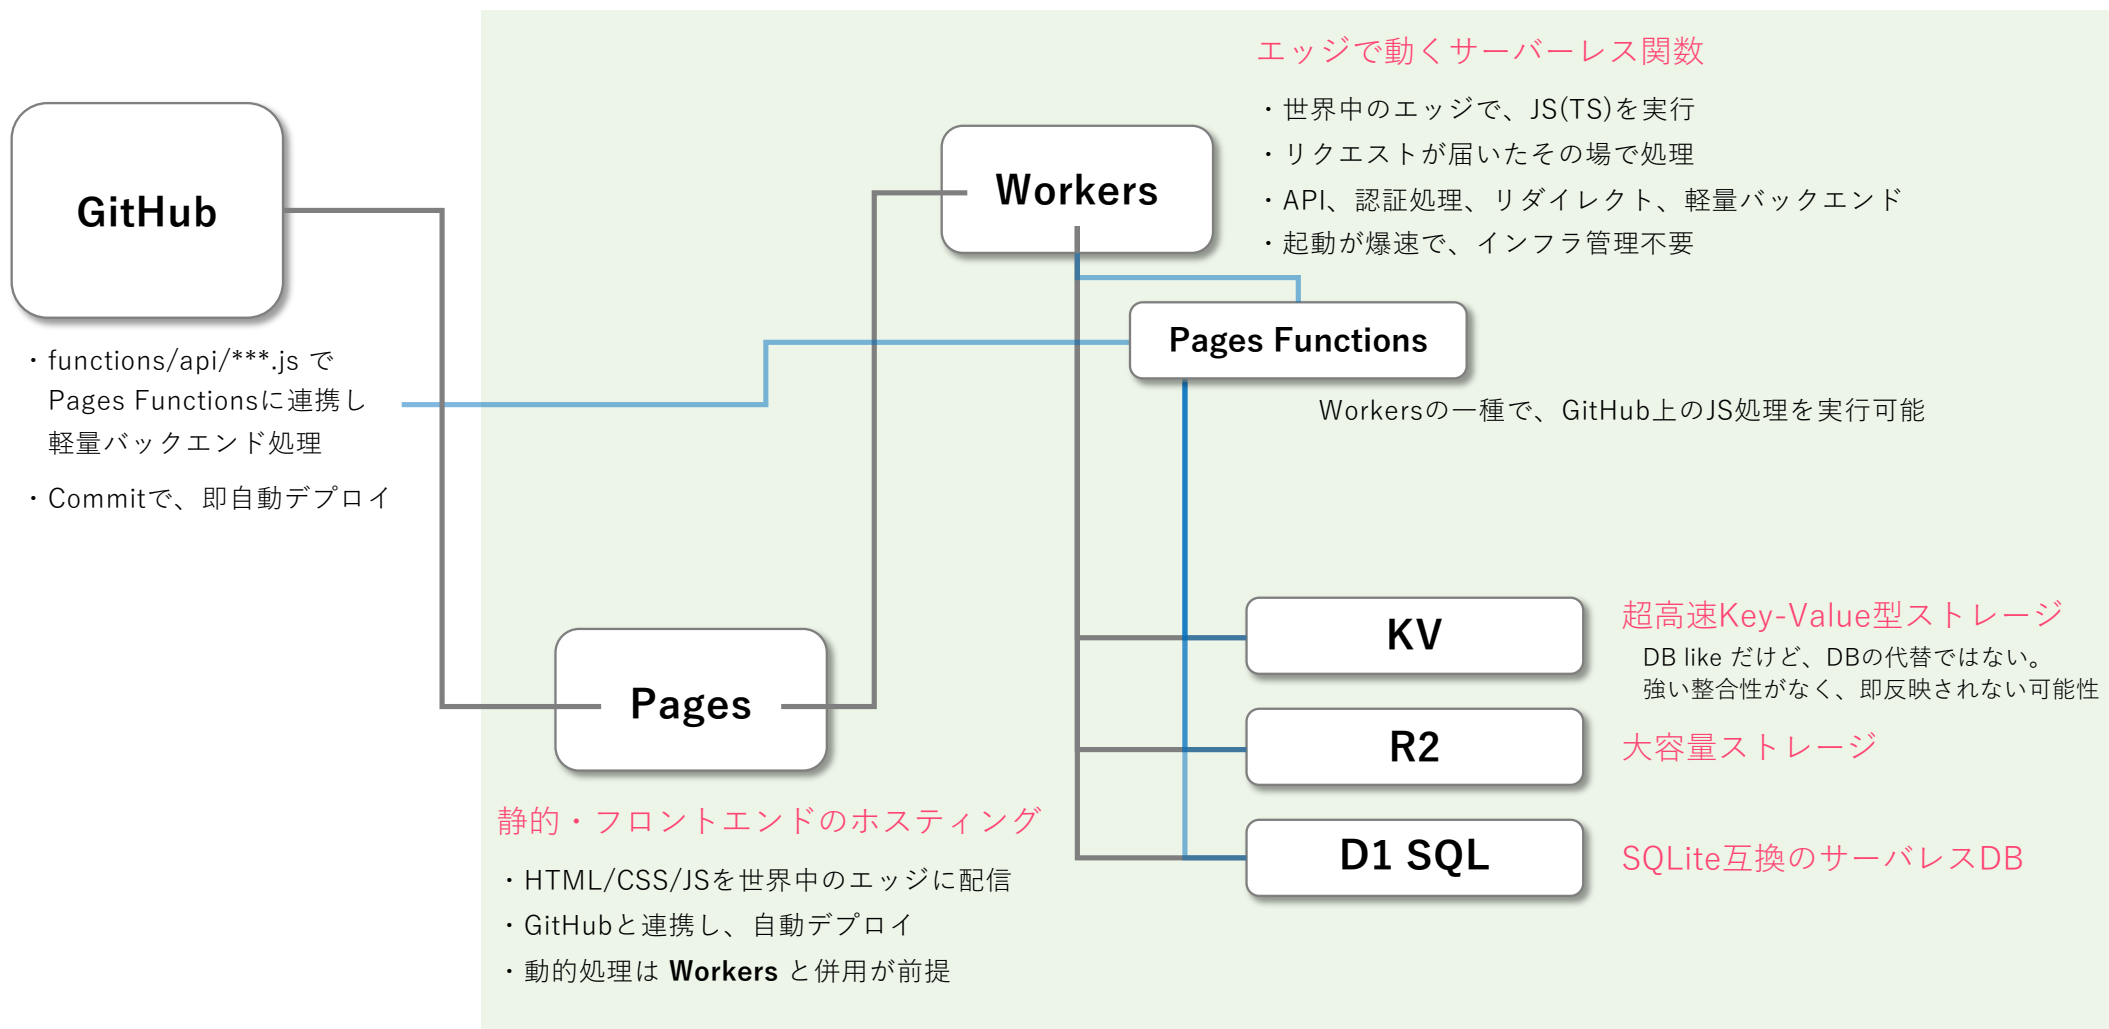 GitHub
・functions/api/***.js で
Pages Functionsに連携し
軽量バックエンド処理
・Commitで、即自動デプロイ
Pages
静的・フロントエンドのホスティング
・HTML/CSS/JSを世界中のエッジに配信
・GitHubと連携し、自動デプロイ
・動的処理は Workers と併用が前提
Workers
エッジで動くサーバーレス関数
・世界中のエッジで、JS(TS)を実行
・リクエストが届いたその場で処理
・API、認証処理、リダイレクト、軽量バックエンド
・起動が爆速で、インフラ管理不要
Pages Functions
Workersの一種で、GitHub上のJS処理を実行可能
KV
超高速Key-Value型ストレージ
DB like だけど、DBの代替ではない。
強い整合性がなく、即反映されない可能性
R2
大容量ストレージ
D1 SQL
SQLite互換のサーバレスDB